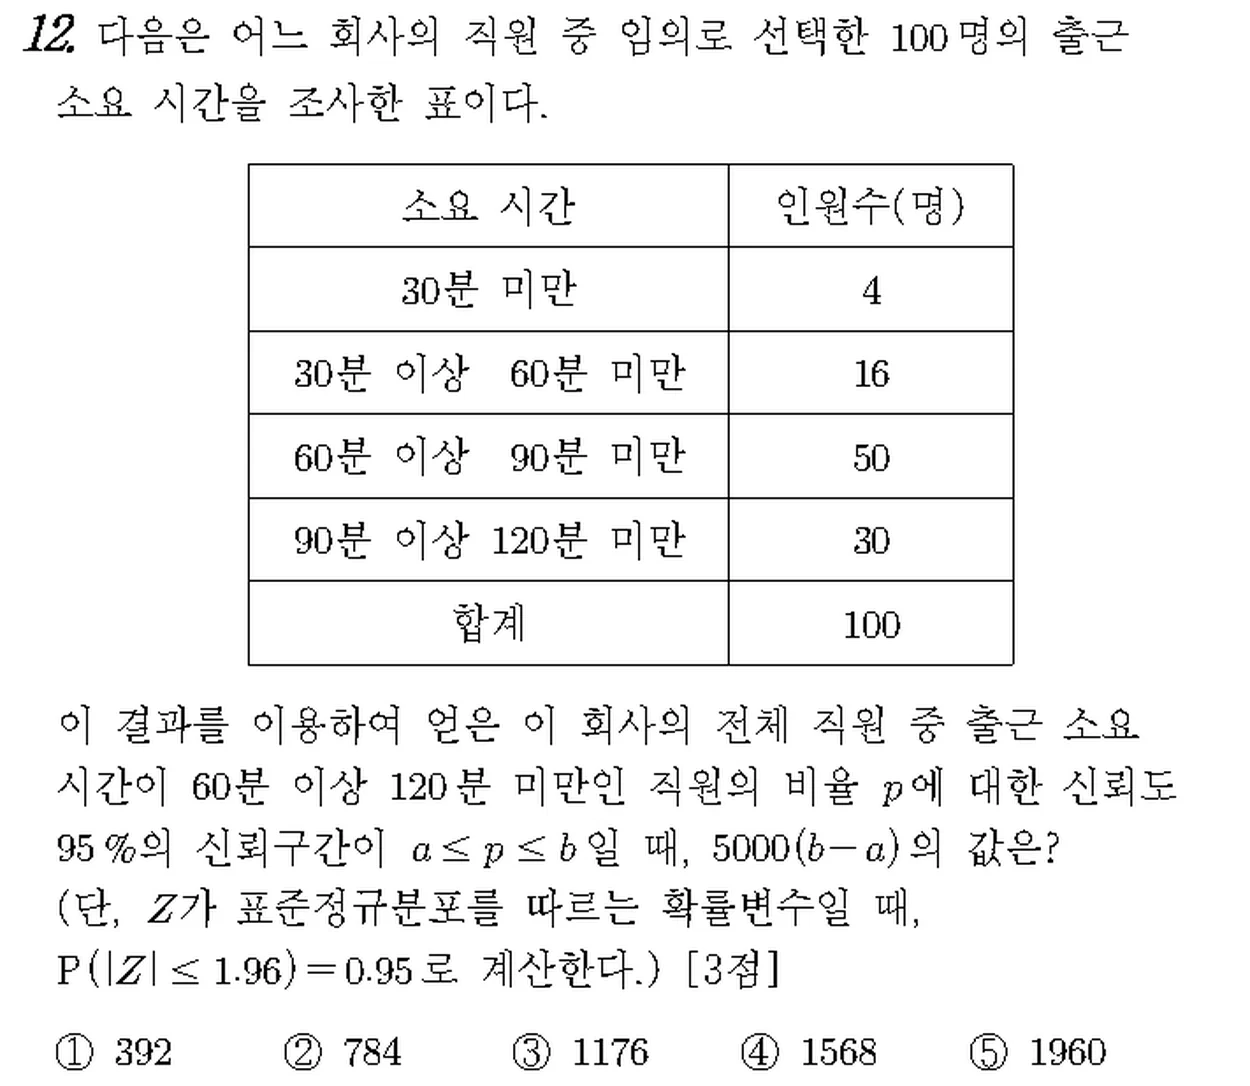 12. 다음은 어느 회사의 직원 중 임의로 선택한 100명의 출근
소요 시간을 조사한 표이다.
소요 시간 인원수(명)
30분 미만 4
30분 이상 60분 미만 16
60분 이상 90분 미만 50
90분 이상 120분 미만 30
합계 100
이 결과를 이용하여 얻은 이 회사의 전체 직원 중 출근 소요
시간이 60분 이상 120분 미만인 직원의 비율 p에 대한 신뢰도
95%의 신뢰구간이 a≤p≤b일 때, 5000(b-a)의 값은?
(단, Z가 표준정규분포를 따르는 확률변수일 때,
P(|Z|≤1.96)=0.95로 계산한다.) [3점]
① 392 ② 784 ③ 1176 ④ 1568 ⑤ 1960